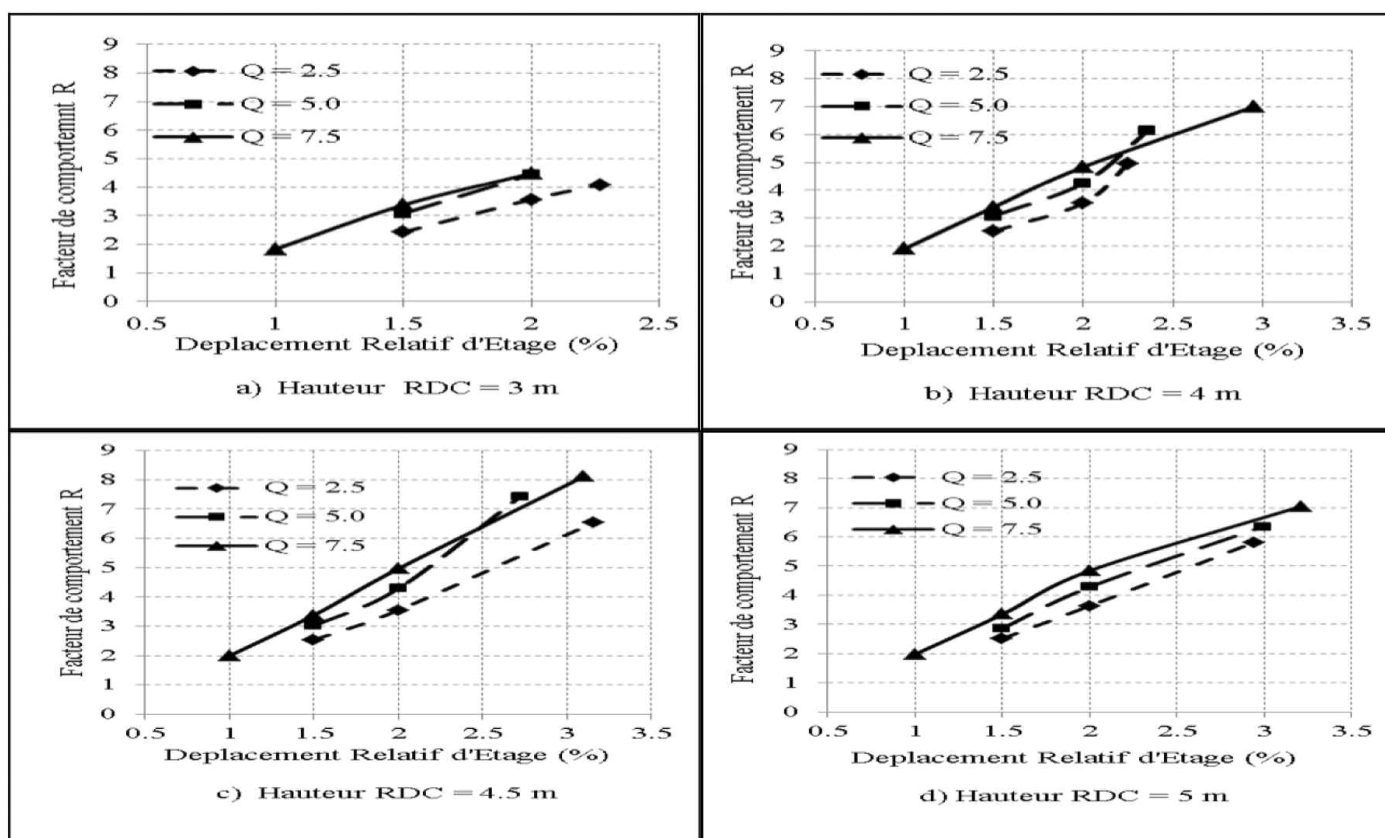 9
8
7
6
5
4
3
2
1
0
Facteur de comportemnt R
Q = 2.5
Q = 5.0
Q = 7.5
0.5 1 1.5 2 2.5
Deplacement Relatif d'Etage (%)
a) Hauteur RDC = 3 m
9
8
7
6
5
4
3
2
1
0
Facteur de comportement R
Q = 2.5
Q = 5.0
Q = 7.5
0.5 1 1.5 2 2.5 3 3.5
Deplacement Relatif d'Etage (%)
b) Hauteur RDC = 4 m
9
8
7
6
5
4
3
2
1
0
Facteur de comportement R
Q = 2.5
Q = 5.0
Q = 7.5
0.5 1 1.5 2 2.5 3 3.5
Deplacement Relatif d'Etage (%)
c) Hauteur RDC = 4.5 m
9
8
7
6
5
4
3
2
1
0
Facteur de comportement R
Q = 2.5
Q = 5.0
Q = 7.5
0.5 1 1.5 2 2.5 3 3.5
Deplacement Relatif d'Etage (%)
d) Hauteur RDC = 5 m